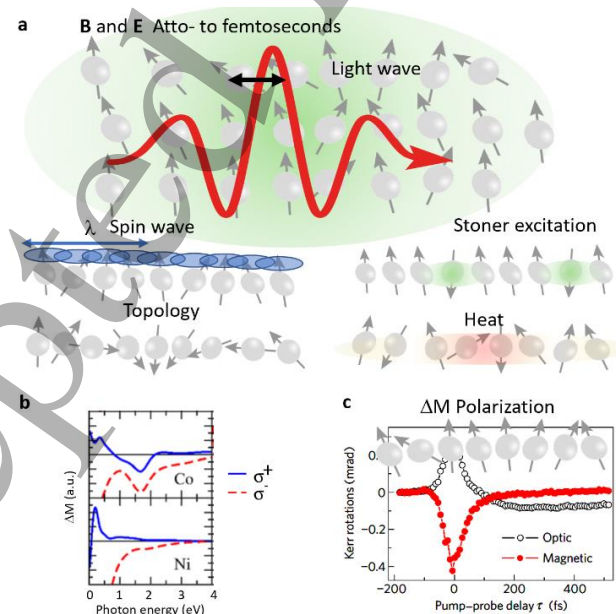 a
B and E Atto- to femtoseconds
Light wave
λ Spin wave
Stoner excitation
Topology
Heat
b
Co
Ni
ΔM (a.u.)
σ+
σ-
0 1 2 3 4
Photon energy (eV)
c
ΔM Polarization
Kerr rotations (mrad)
0
−0.2
−0.4
Optic
Magnetic
−200 0 200 400
Pump–probe delay τ (fs)